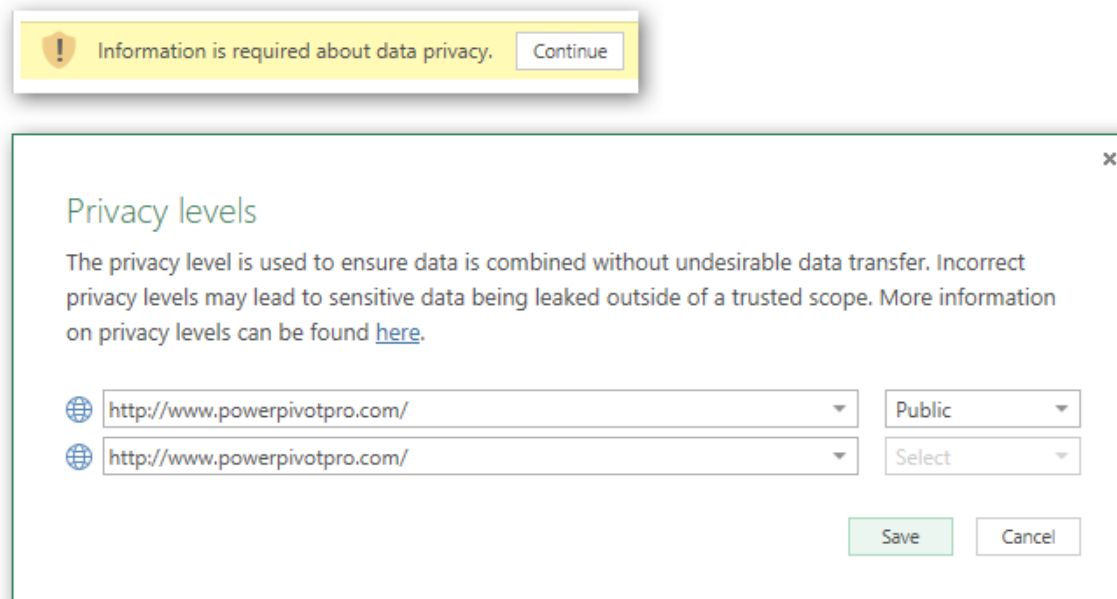 Information is required about data privacy. Continue
Privacy levels
The privacy level is used to ensure data is combined without undesirable data transfer. Incorrect
privacy levels may lead to sensitive data being leaked outside of a trusted scope. More information
on privacy levels can be found here.
http://www.powerpivotpro.com/ Public
http://www.powerpivotpro.com/ Select
Save Cancel